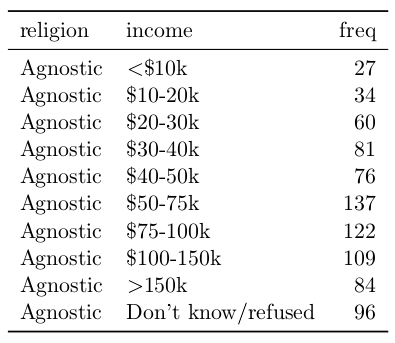 religion income freq
Agnostic <$10k 27
Agnostic $10-20k 34
Agnostic $20-30k 60
Agnostic $30-40k 81
Agnostic $40-50k 76
Agnostic $50-75k 137
Agnostic $75-100k 122
Agnostic $100-150k 109
Agnostic >150k 84
Agnostic Don't know/refused 96